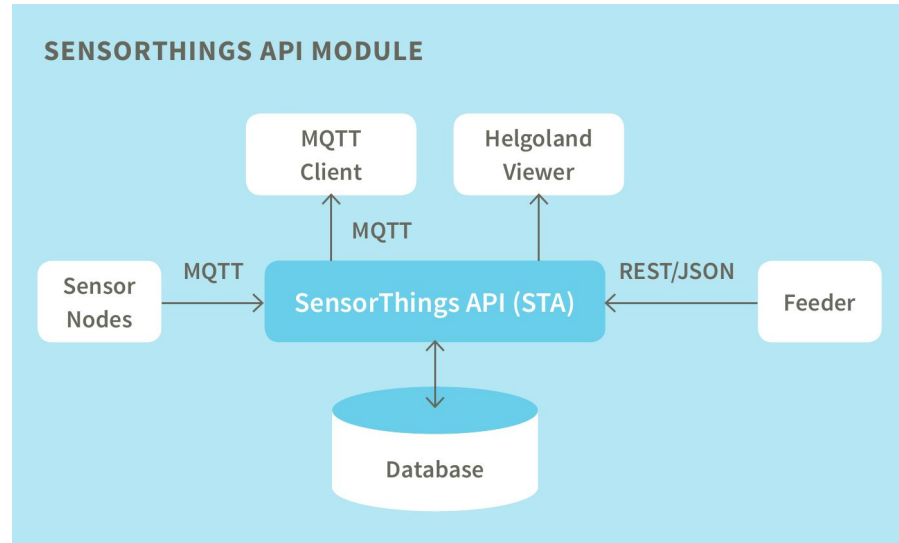 SENSORTHINGS API MODULE
MQTT
Client
Helgoland
Viewer
MQTT
Sensor
Nodes
MQTT
SensorThings API (STA)
REST/JSON
Feeder
Database